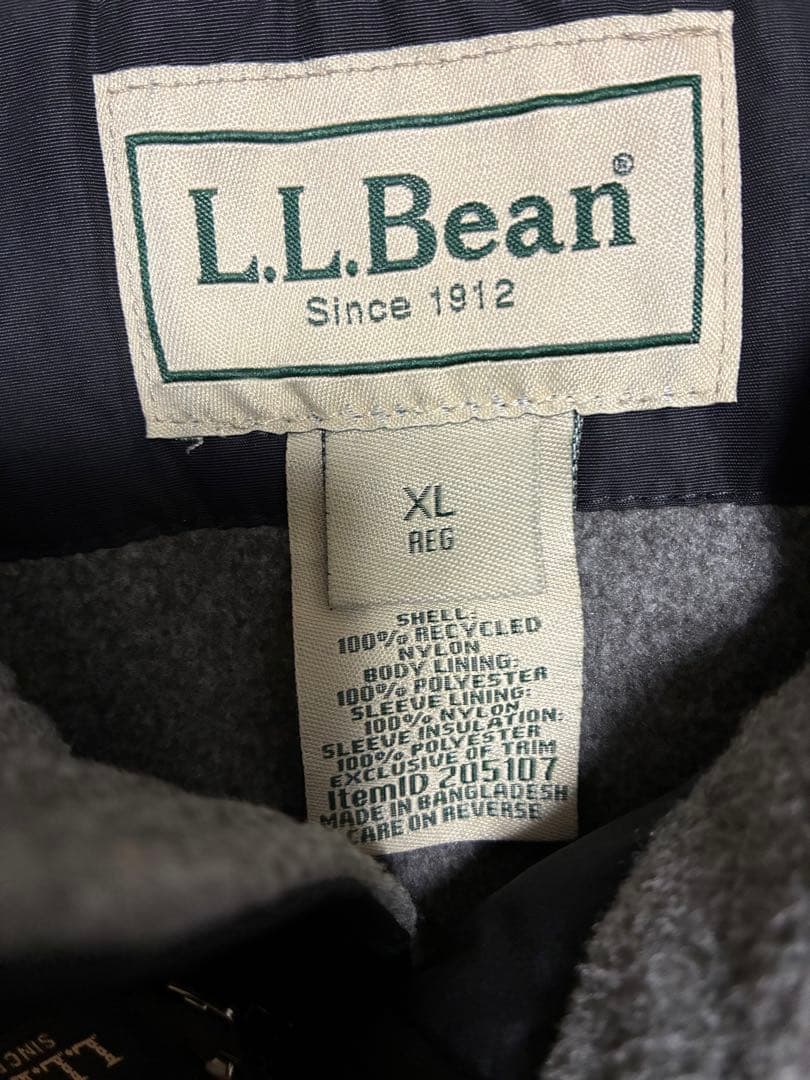 L.L.Bean®
Since 1912
XL
REG
SHELL:
100% RECYCLED
NYLON
BODY LINING:
100% POLYESTER
SLEEVE LINING:
100% NYLON
SLEEVE INSULATION:
100% POLYESTER
EXCLUSIVE OF TRIM
ItemID 205107
MADE IN BANGLADESH
CARE ON REVERSE